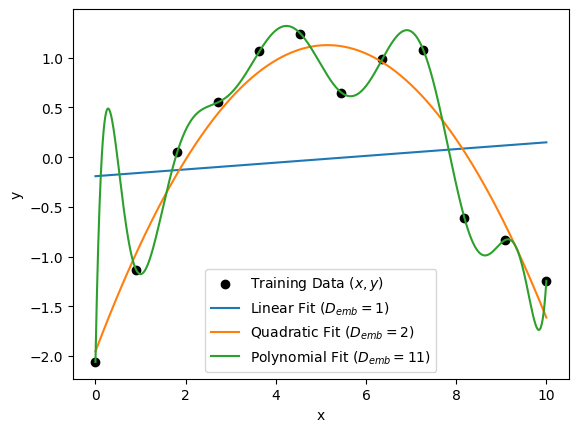 1.0
0.5
0.0
−0.5
−1.0
−1.5
−2.0
y
Training Data (x, y)
Linear Fit (D_emb = 1)
Quadratic Fit (D_emb = 2)
Polynomial Fit (D_emb = 11)
0 2 4 6 8 10
x